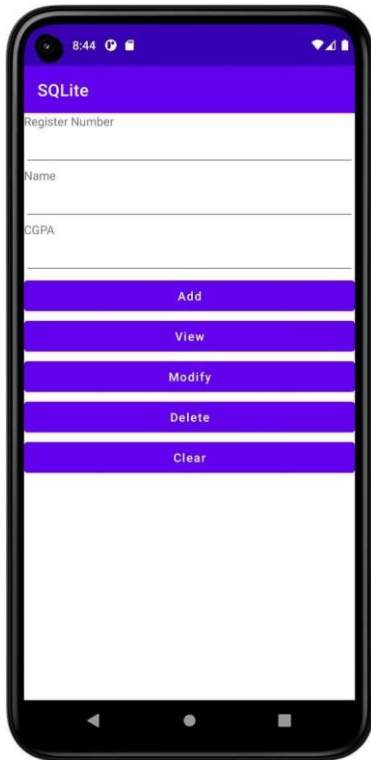 8:44
SQLite
Register Number
Name
CGPA
Add
View
Modify
Delete
Clear